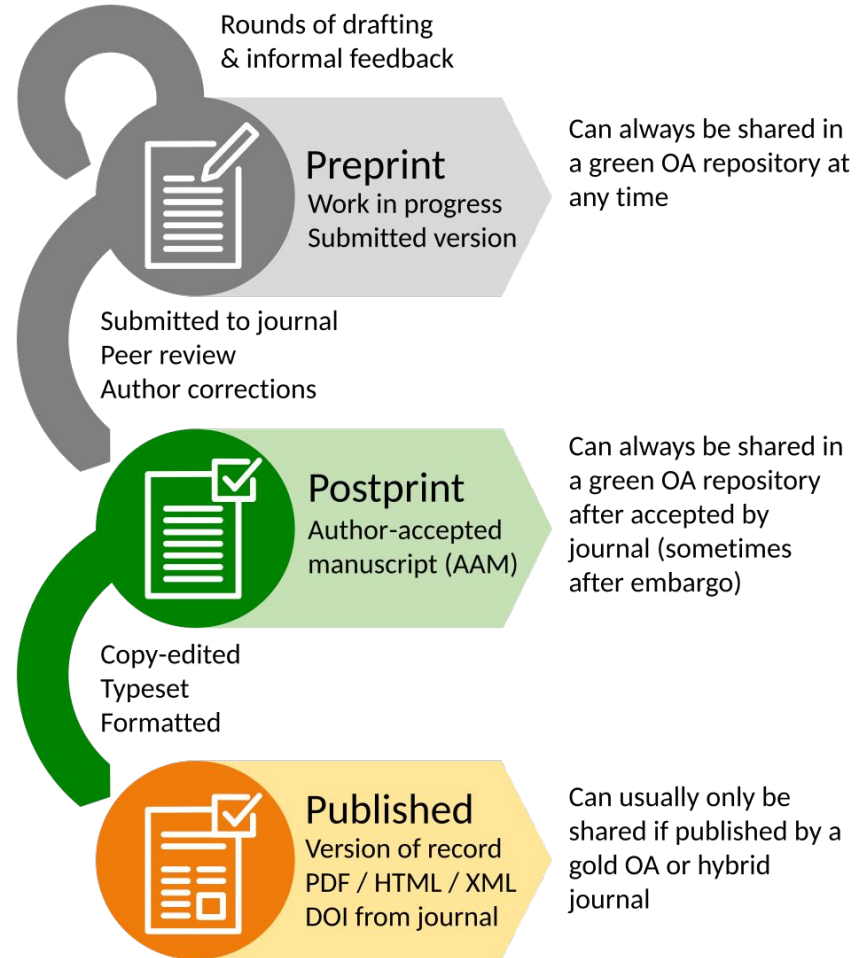 Rounds of drafting
& informal feedback
Preprint
Work in progress
Submitted version
Can always be shared in
a green OA repository at
any time
Submitted to journal
Peer review
Author corrections
Postprint
Author-accepted
manuscript (AAM)
Can always be shared in
a green OA repository
after accepted by
journal (sometimes
after embargo)
Copy-edited
Typeset
Formatted
Published
Version of record
PDF / HTML / XML
DOI from journal
Can usually only be
shared if published by a
gold OA or hybrid
journal